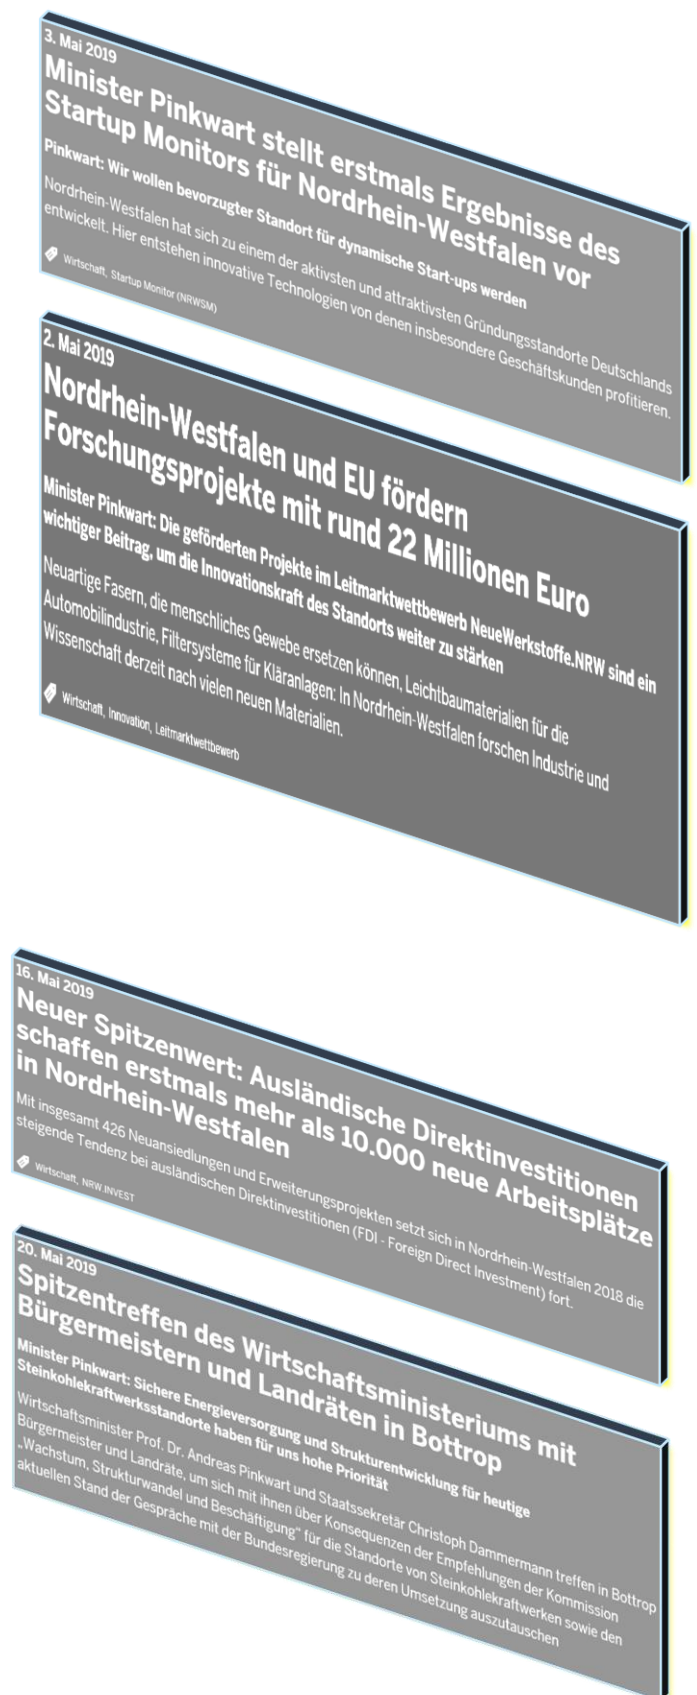 3. Mai 2019
Minister Pinkwart stellt erstmals Ergebnisse des
Startup Monitors für Nordrhein-Westfalen vor
Pinkwart: Wir wollen bevorzugter Standort für dynamische Start-ups werden
Nordrhein-Westfalen hat sich zu einem der aktivsten und attraktivsten Gründungsstandorte Deutschlands
entwickelt. Hier entstehen innovative Technologien von denen insbesondere Geschäftskunden profitieren.
Wirtschaft, Startup Monitor (NRWSM)
2. Mai 2019
Nordrhein-Westfalen und EU fördern
Forschungsprojekte mit rund 22 Millionen Euro
Minister Pinkwart: Die geförderten Projekte im Leitmarktwettbewerb NeueWerkstoffe.NRW sind ein
wichtiger Beitrag, um die Innovationskraft des Standorts weiter zu stärken
Neuartige Fasern, die menschliches Gewebe ersetzen können, Leichtbaumaterialien für die
Automobilindustrie, Filtersysteme für Kläranlagen: In Nordrhein-Westfalen forschen Industrie und
Wissenschaft derzeit nach vielen neuen Materialien.
Wirtschaft, Innovation, Leitmarktwettbewerb
16. Mai 2019
Neuer Spitzenwert: Ausländische Direktinvestitionen
schaffen erstmals mehr als 10.000 neue Arbeitsplätze
in Nordrhein-Westfalen
Mit insgesamt 426 Neuansiedlungen und Erweiterungsprojekten setzt sich in Nordrhein-Westfalen 2018 die
steigende Tendenz bei ausländischen Direktinvestitionen (FDI - Foreign Direct Investment) fort.
Wirtschaft, NRW.INVEST
20. Mai 2019
Spitzentreffen des Wirtschaftsministeriums mit
Bürgermeistern und Landräten in Bottrop
Minister Pinkwart: Sichere Energieversorgung und Strukturentwicklung für heutige
Steinkohlekraftwerksstandorte haben für uns hohe Priorität
Wirtschaftsminister Prof. Dr. Andreas Pinkwart und Staatssekretär Christoph Dammermann treffen in Bottrop
Bürgermeister und Landräte, um sich mit ihnen über Konsequenzen der Empfehlungen der Kommission
„Wachstum, Strukturwandel und Beschäftigung" für die Standorte von Steinkohlekraftwerken sowie den
aktuellen Stand der Gespräche mit der Bundesregierung zu deren Umsetzung auszutauschen